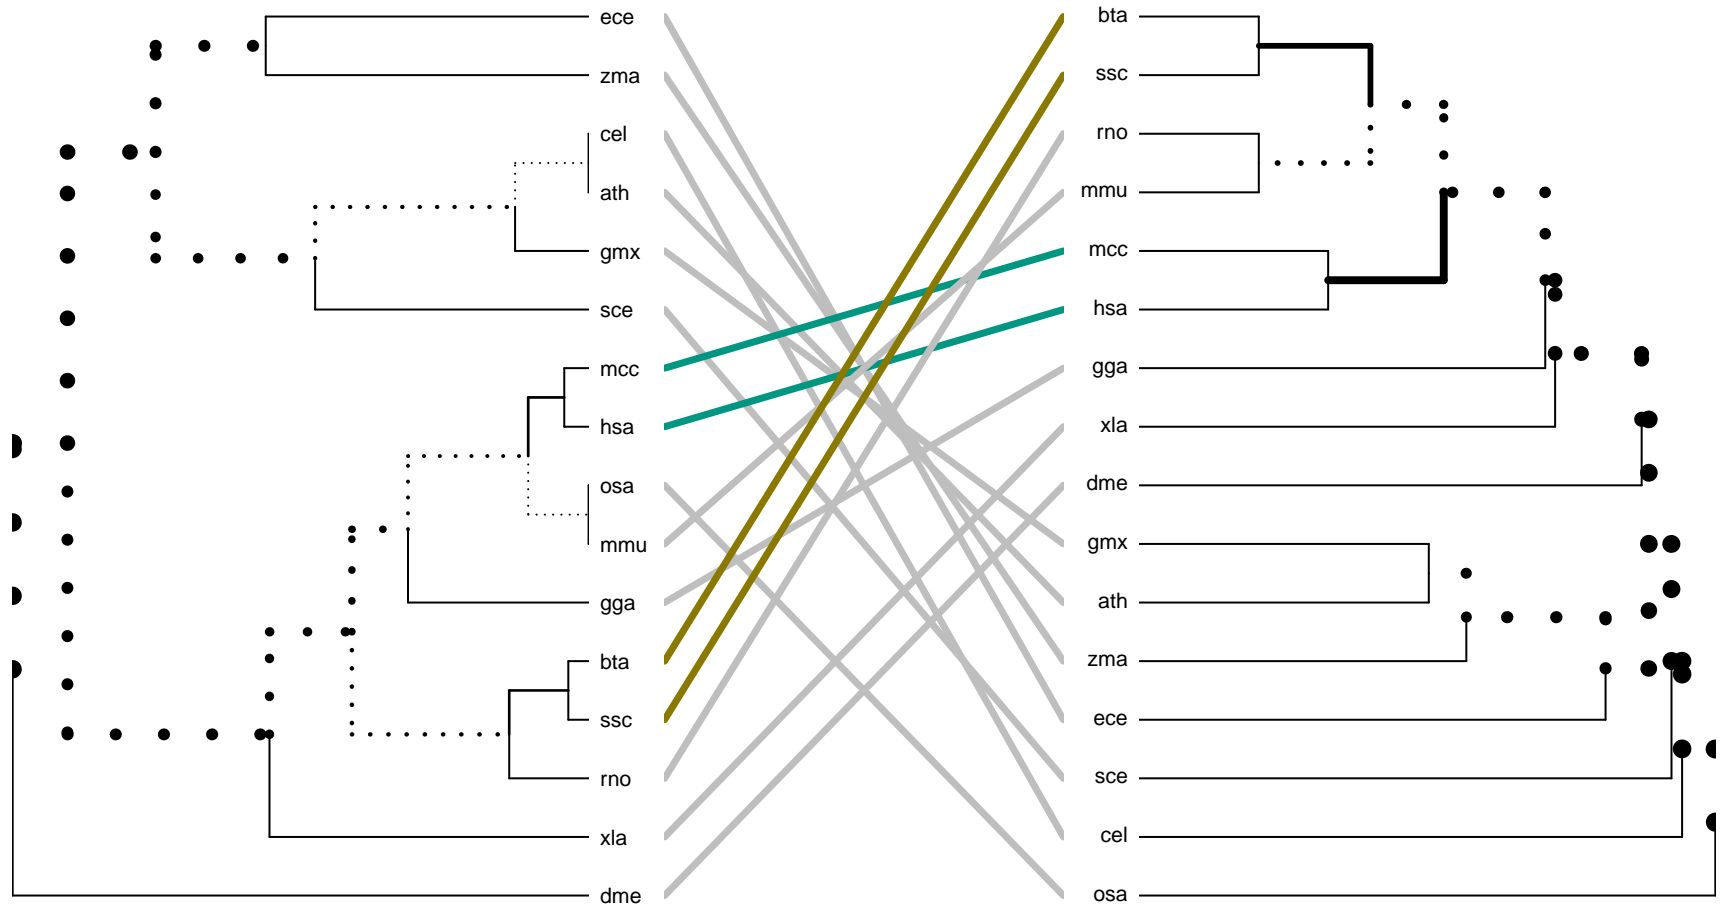 ece
zma
cel
ath
gmx
sce
mcc
hsa
osa
mmu
gga
bta
ssc
rno
xla
dme
bta
ssc
rno
mmu
mcc
hsa
gga
xla
dme
gmx
ath
zma
ece
sce
cel
osa